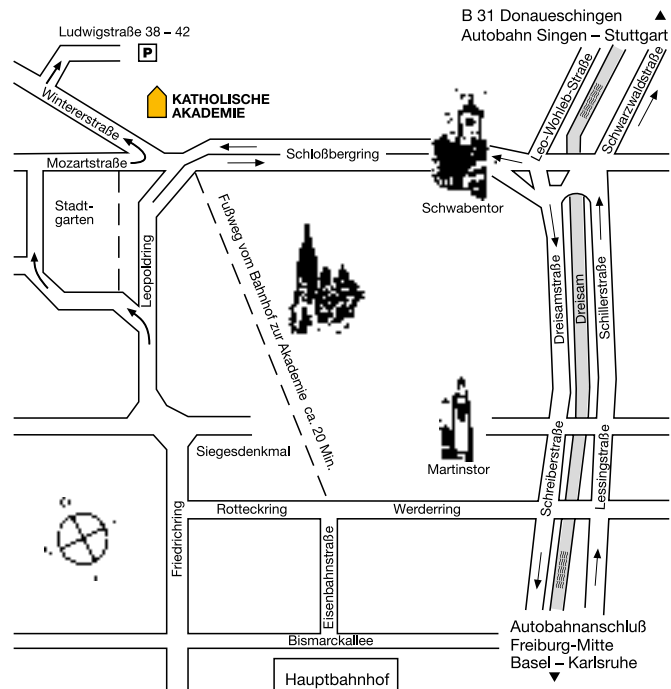 B 31 Donaueschingen
Autobahn Singen – Stuttgart
Ludwigstraße 38 – 42
P
KATHOLISCHE
AKADEMIE
Wintererstraße
Leo-Wohleb-Straße
Schwarzwaldstraße
Mozartstraße
Schloßbergring
Stadt-
garten
Schwabentor
Leopoldring
Fußweg vom Bahnhof zur Akademie ca. 20 Min.
Dreisamstraße
Dreisam
Schillerstraße
Siegesdenkmal
Martinstor
Schreiberstraße
Lessingstraße
Rotteckring
Werderring
Friedrichring
Eisenbahnstraße
Bismarckallee
Hauptbahnhof
Autobahnanschluß
Freiburg-Mitte
Basel – Karlsruhe